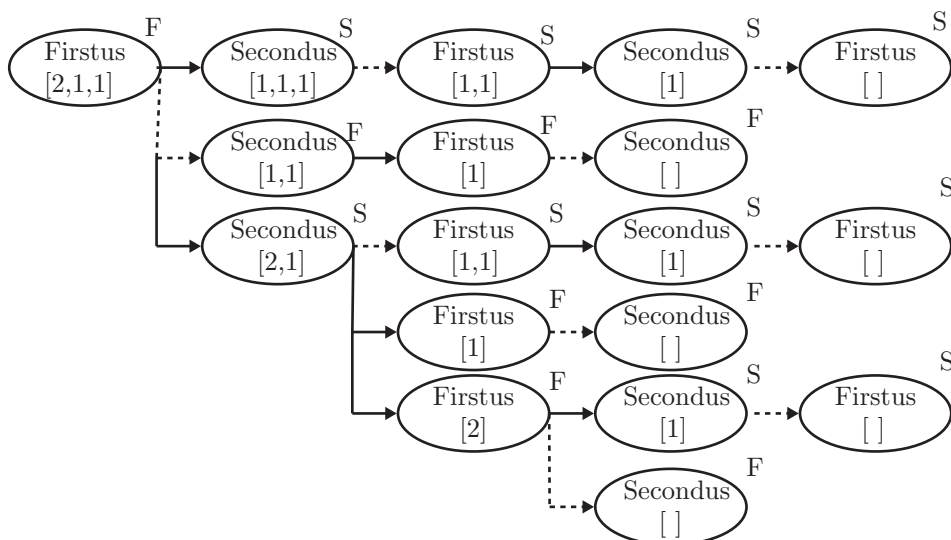 F S S S S
Firstus Secondus Firstus Secondus Firstus
[2,1,1] [1,1,1] [1,1] [1] [ ]
F F F
Secondus Firstus Secondus
[1,1] [1] [ ]
S S S S
Secondus Firstus Secondus Firstus
[2,1] [1,1] [1] [ ]
F F
Firstus Secondus
[1] [ ]
F S S
Firstus Secondus Firstus
[2] [1] [ ]
F
Secondus
[ ]